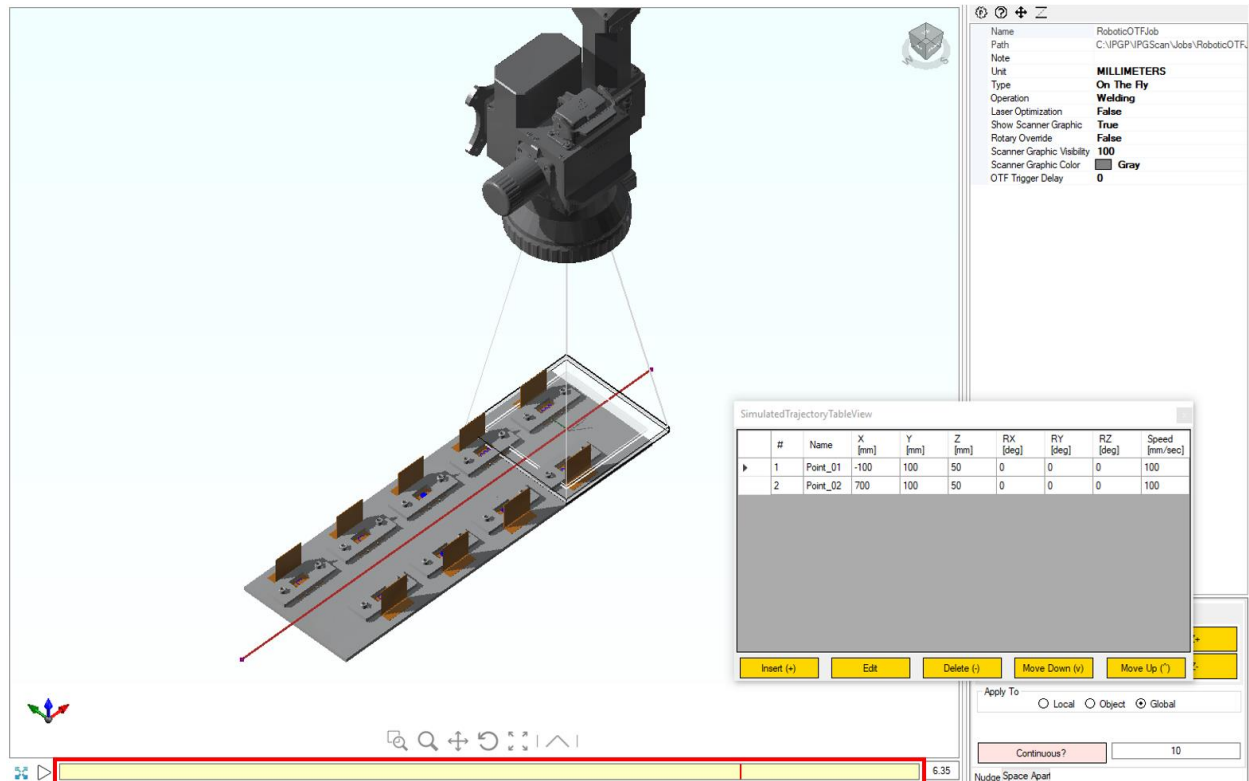 Name RoboticOTFJob
Path C:\IPGP\IPGScan\Jobs\RoboticOTF
Note
Unit MILLIMETERS
Type On The Fly
Operation Welding
Laser Optimization False
Show Scanner Graphic True
Rotary Override False
Scanner Graphic Visibility 100
Scanner Graphic Color Gray
OTF Trigger Delay 0
W S
SimulatedTrajectoryTableView
# Name X [mm] Y [mm] Z [mm] RX [deg] RY [deg] RZ [deg] Speed [mm/sec]
1 Point_01 -100 100 50 0 0 0 100
2 Point_02 700 100 50 0 0 0 100
Insert (+) Edit Delete (-) Move Down (v) Move Up (^)
Apply To
Local Object Global
Continuous? 10
6.35
Nudge Space Apart